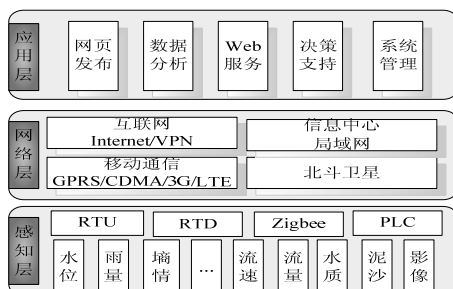 应用层
网页发布
数据分析
Web服务
决策支持
系统管理
网络层
互联网
Internet/VPN
信息中心
局域网
移动通信
GPRS/CDMA/3G/LTE
北斗卫星
感知层
RTU
RTD
Zigbee
PLC
水位
雨量
墒情
...
流速
流量
水质
泥沙
影像